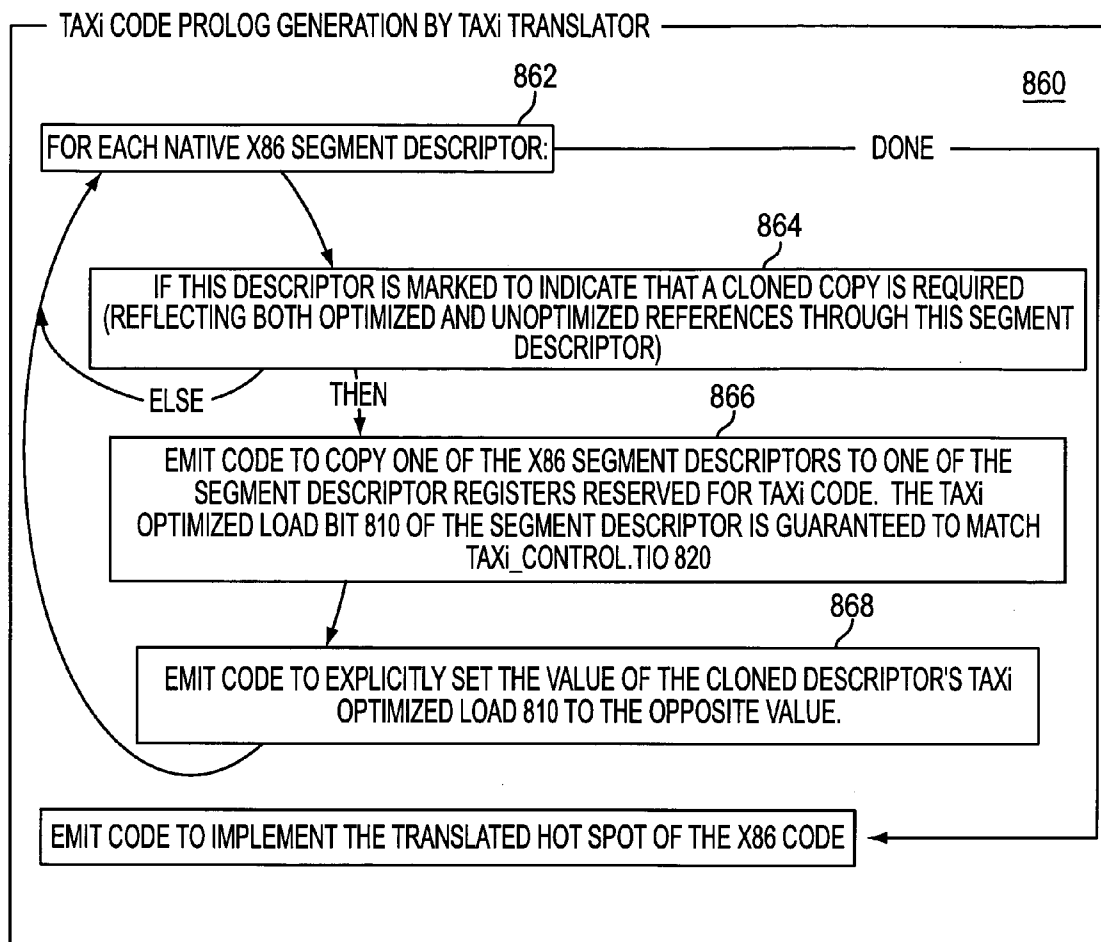 TAXi CODE PROLOG GENERATION BY TAXi TRANSLATOR
860
862
FOR EACH NATIVE X86 SEGMENT DESCRIPTOR:
DONE
864
IF THIS DESCRIPTOR IS MARKED TO INDICATE THAT A CLONED COPY IS REQUIRED
(REFLECTING BOTH OPTIMIZED AND UNOPTIMIZED REFERENCES THROUGH THIS SEGMENT
DESCRIPTOR)
ELSE
THEN
866
EMIT CODE TO COPY ONE OF THE X86 SEGMENT DESCRIPTORS TO ONE OF THE
SEGMENT DESCRIPTOR REGISTERS RESERVED FOR TAXi CODE. THE TAXi
OPTIMIZED LOAD BIT 810 OF THE SEGMENT DESCRIPTOR IS GUARANTEED TO MATCH
TAXi_CONTROL.TIO 820
868
EMIT CODE TO EXPLICITLY SET THE VALUE OF THE CLONED DESCRIPTOR'S TAXi
OPTIMIZED LOAD 810 TO THE OPPOSITE VALUE.
EMIT CODE TO IMPLEMENT THE TRANSLATED HOT SPOT OF THE X86 CODE